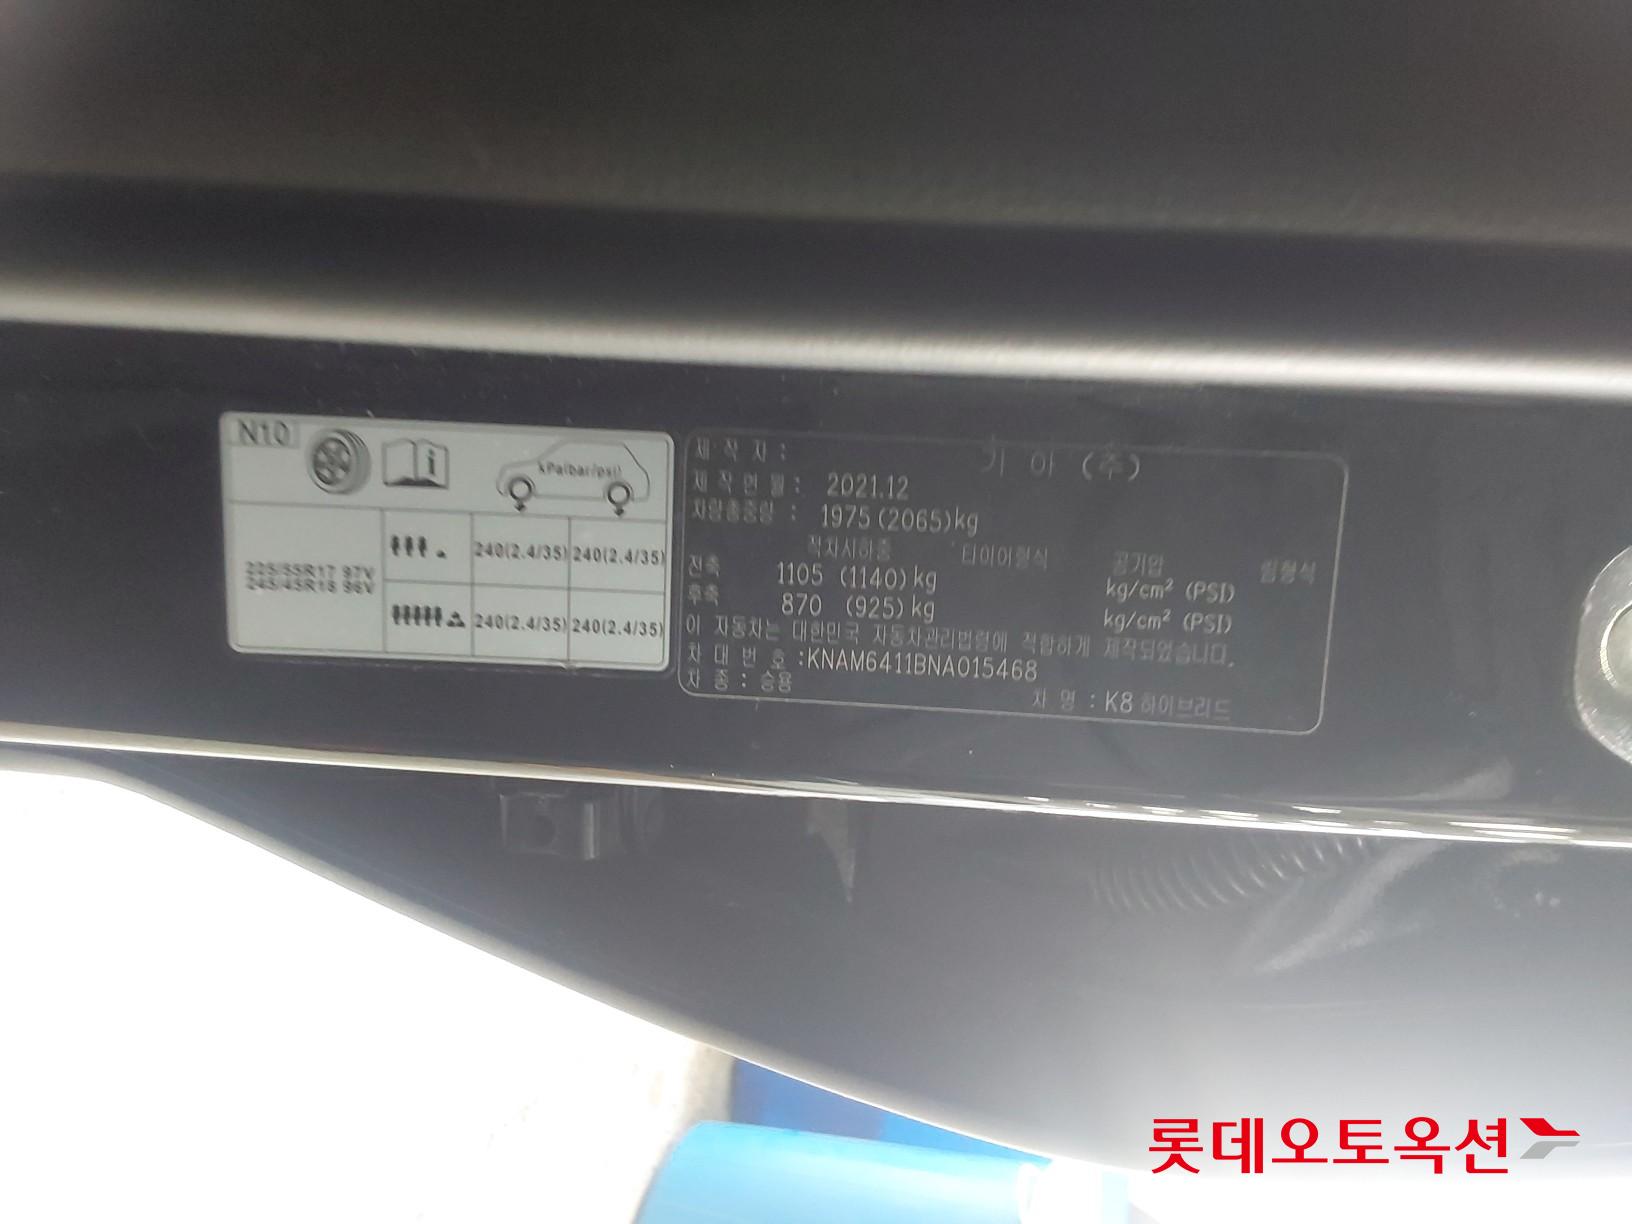 N10
kPa(bar/psi)
225/55R17 97V
245/45R18 96V
240(2.4/35) 240(2.4/35)
240(2.4/35) 240(2.4/35)
제 작 자 : 기 아 (주)
제 작 연 월 : 2021.12
차량총중량 : 1975 (2065)kg
적차시하중 타이어형식 공기압 림형식
전축 1105 (1140)kg kg/cm² (PSI)
후축 870 (925)kg kg/cm² (PSI)
이 자동차는 대한민국 자동차관리법령에 적합하게 제작되었습니다.
차 대 번 호 :KNAM6411BNA015468
차 종 : 승용 차 명 : K8 하이브리드
롯데오토옥션